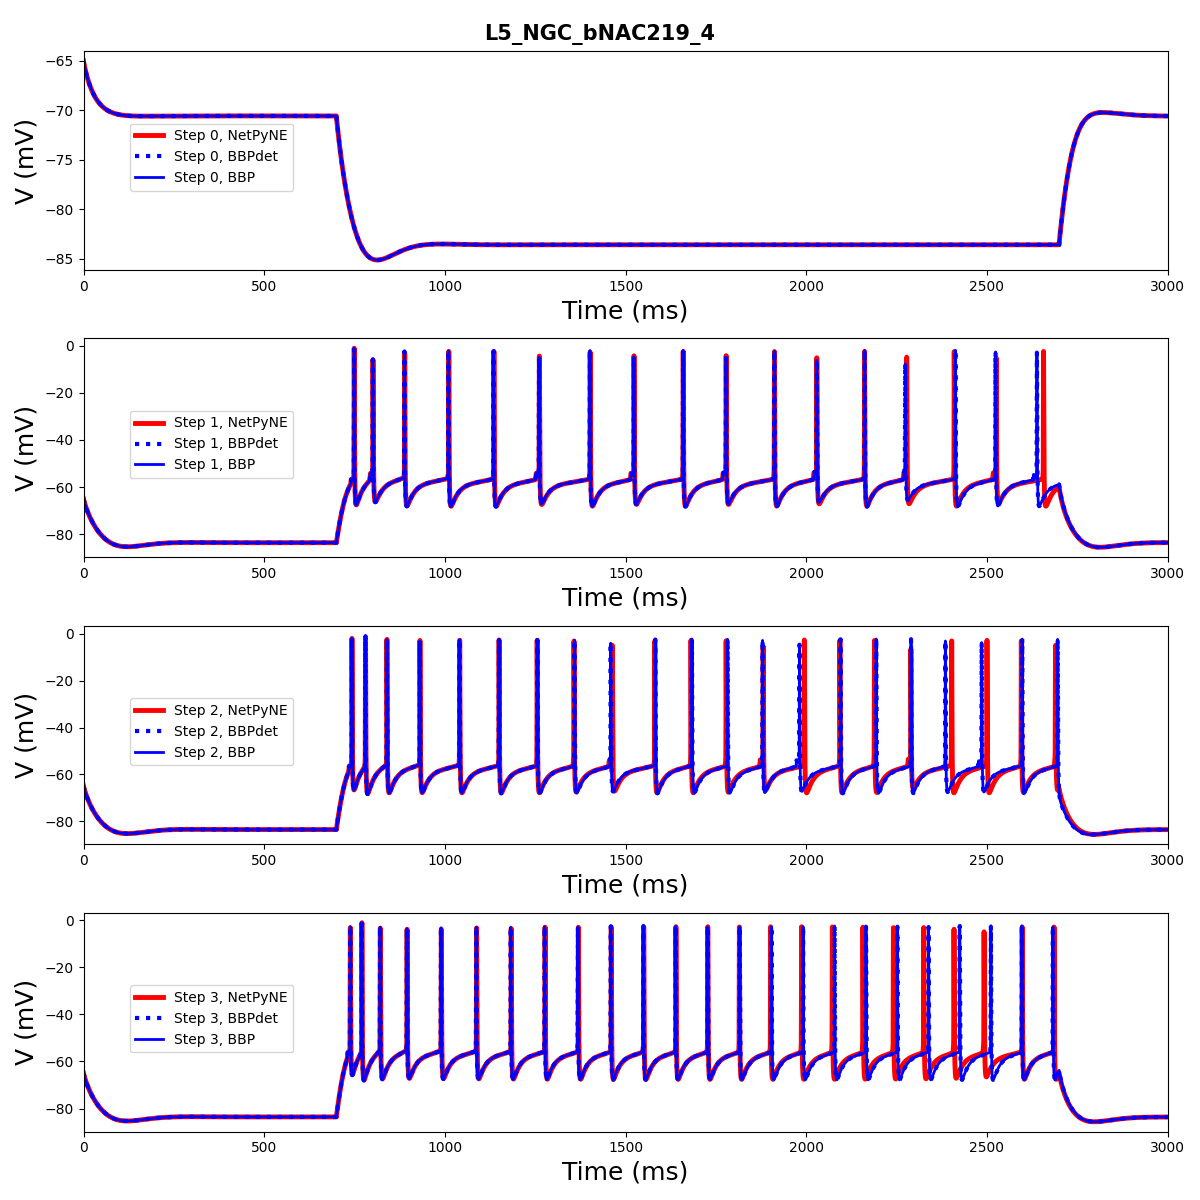 L5_NGC_bNAC219_4
−65
−70
−75
−80
−85
V (mV)
Step 0, NetPyNE
Step 0, BBPdet
Step 0, BBP
0 500 1000 1500 2000 2500 3000
Time (ms)
0
−20
−40
−60
−80
V (mV)
Step 1, NetPyNE
Step 1, BBPdet
Step 1, BBP
0 500 1000 1500 2000 2500 3000
Time (ms)
0
−20
−40
−60
−80
V (mV)
Step 2, NetPyNE
Step 2, BBPdet
Step 2, BBP
0 500 1000 1500 2000 2500 3000
Time (ms)
0
−20
−40
−60
−80
V (mV)
Step 3, NetPyNE
Step 3, BBPdet
Step 3, BBP
0 500 1000 1500 2000 2500 3000
Time (ms)